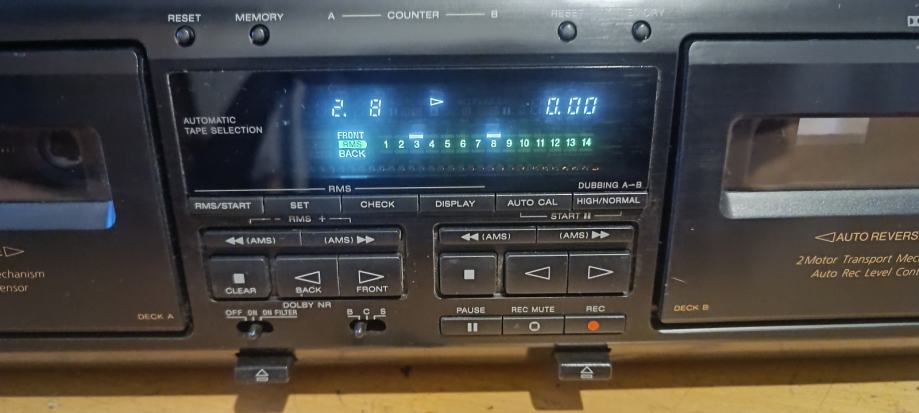 RESET MEMORY A COUNTER B RESET MEMORY
AUTOMATIC
TAPE SELECTION
2. 8 0.00
FRONT
RMS
BACK
1 2 3 4 5 6 7 8 9 10 11 12 13 14
RMS
DUBBING A→B
RMS/START SET CHECK DISPLAY AUTO CAL HIGH/NORMAL
- RMS +
START
(AMS) (AMS) (AMS) (AMS)
CLEAR BACK FRONT
DOLBY NR
OFF ON ON FILTER B C S
PAUSE REC MUTE REC
DECK A
AUTO REVERS
2Motor Transport Mec
Auto Rec Level Cont
DECK B
echanism
ensor